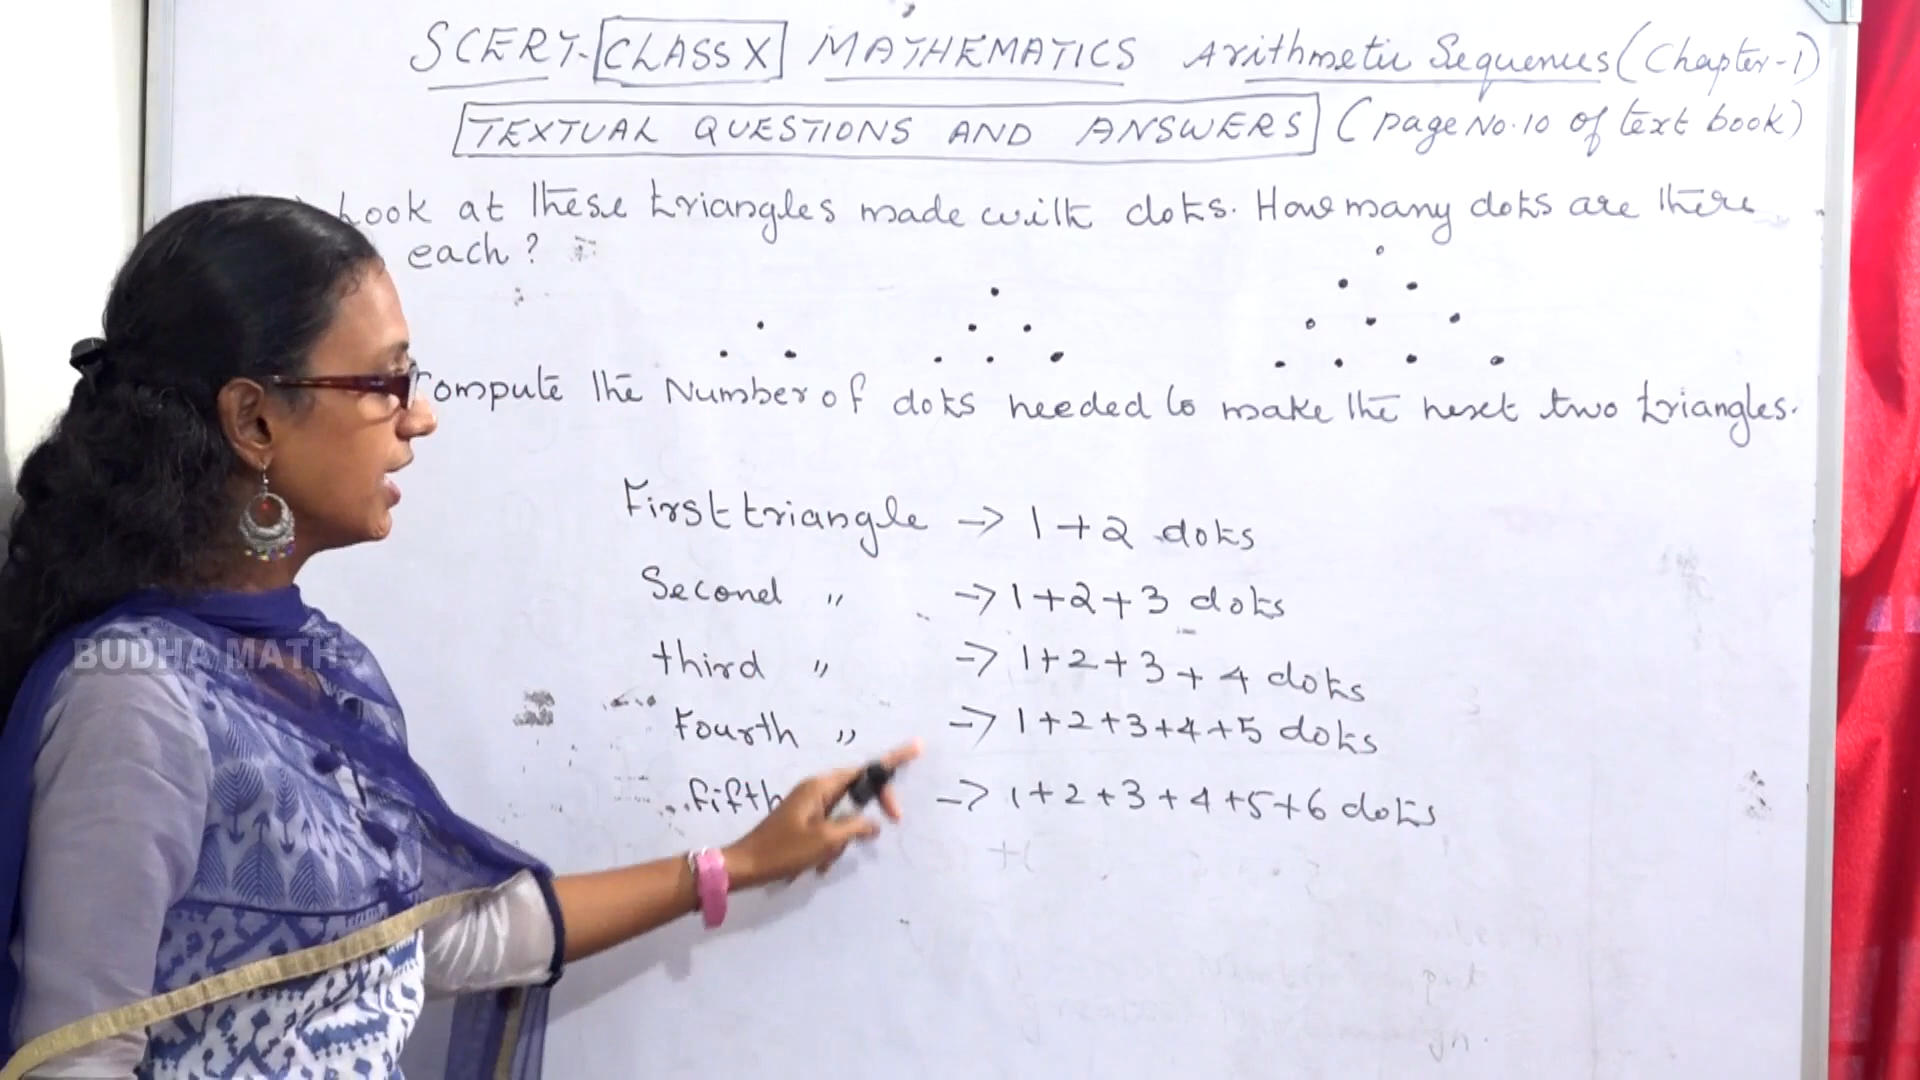 SCERT- CLASS X MATHEMATICS Arithmetic Sequences (Chapter-1)
TEXTUAL QUESTIONS AND ANSWERS (page No.10 of text book)
Look at these triangles made with dots. How many dots are there
each?
Compute the Number of dots needed to make the next two triangles.
First triangle → 1+2 dots
Second " → 1+2+3 dots
third " → 1+2+3+4 dots
Fourth " → 1+2+3+4+5 dots
fifth → 1+2+3+4+5+6 dots
BUDHA MATH